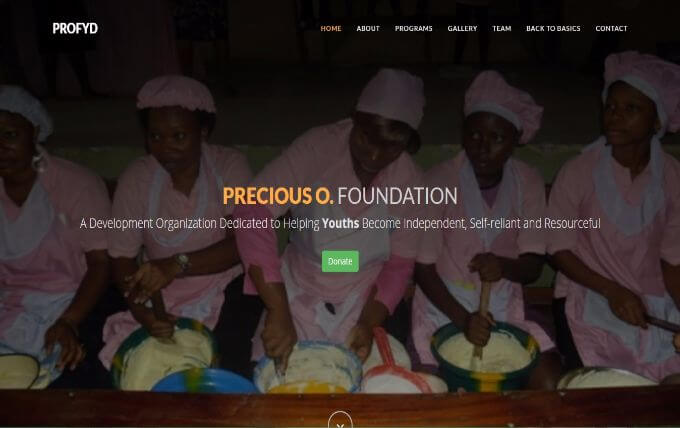 PROFYD
HOME ABOUT PROGRAMS GALLERY TEAM BACK TO BASICS CONTACT
PRECIOUS O. FOUNDATION
A Development Organization Dedicated to Helping Youths Become Independent, Self-reliant and Resourceful
Donate